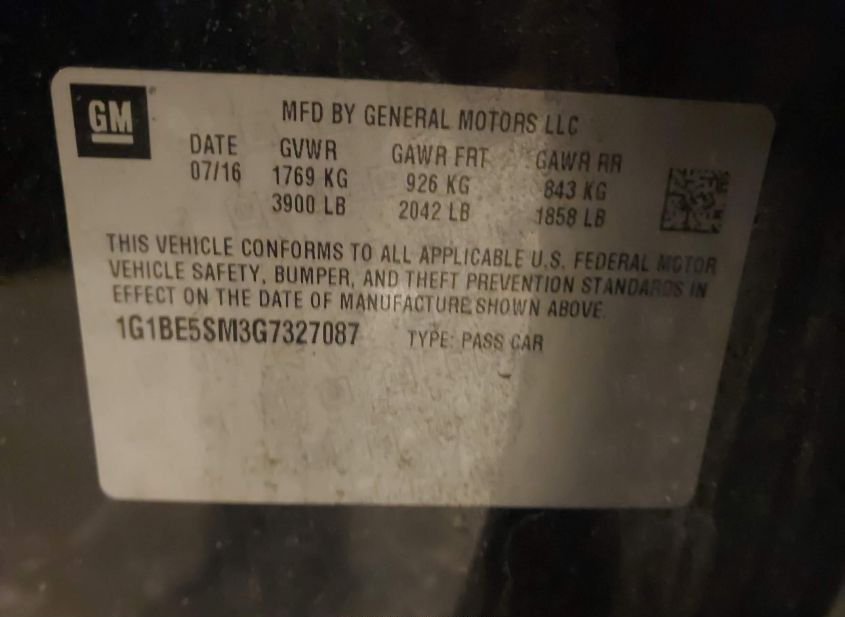 GM
MFD BY GENERAL MOTORS LLC
DATE GVWR GAWR FRT GAWR RR
07/16 1769 KG 926 KG 843 KG
3900 LB 2042 LB 1858 LB
THIS VEHICLE CONFORMS TO ALL APPLICABLE U.S. FEDERAL MOTOR
VEHICLE SAFETY, BUMPER, AND THEFT PREVENTION STANDARDS IN
EFFECT ON THE DATE OF MANUFACTURE SHOWN ABOVE.
1G1BE5SM3G7327087 TYPE: PASS CAR